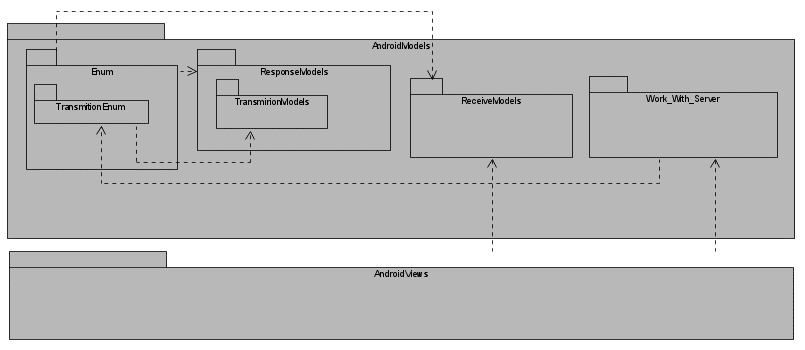 AndroidModels
Enum
ResponseModels
TransmitionEnum
TransmirionModels
ReceiveModels
Work_With_Server
AndroidViews